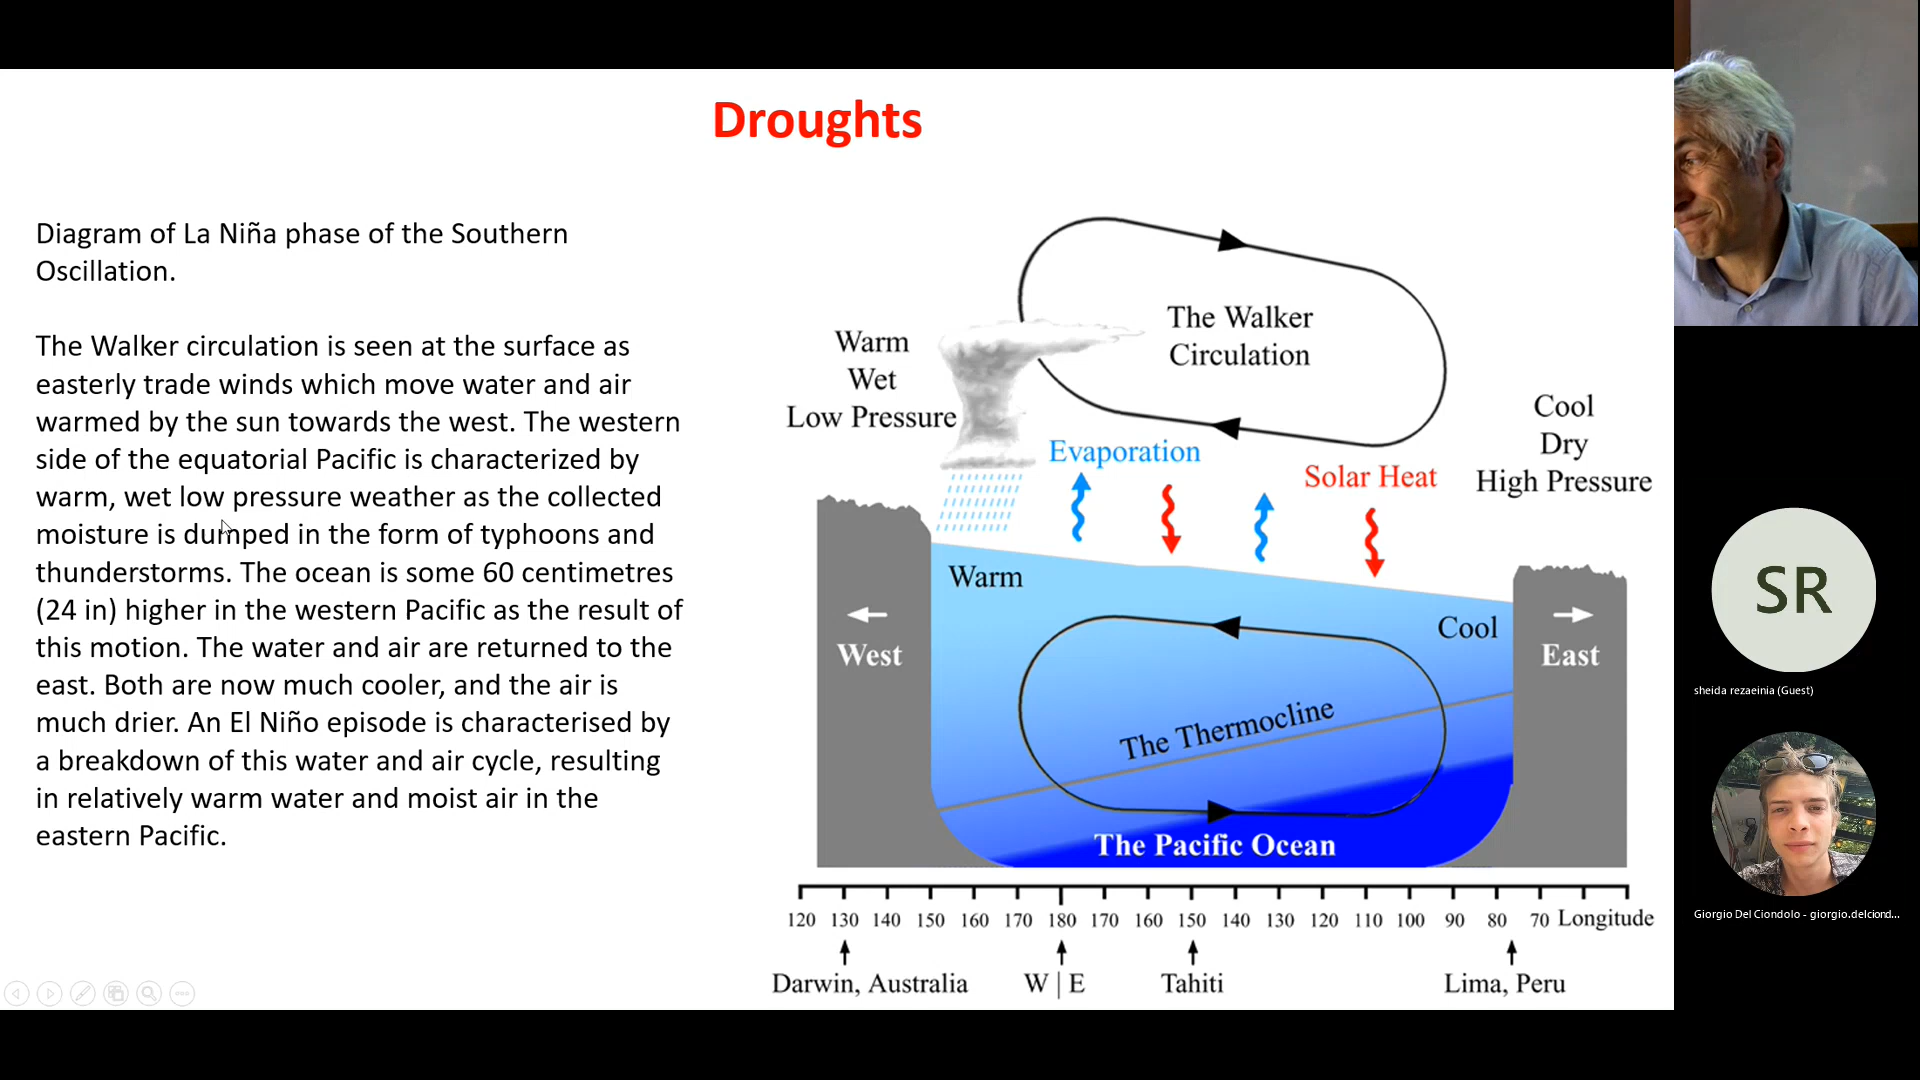 Droughts
Diagram of La Niña phase of the Southern
Oscillation.
The Walker circulation is seen at the surface as
easterly trade winds which move water and air
warmed by the sun towards the west. The western
side of the equatorial Pacific is characterized by
warm, wet low pressure weather as the collected
moisture is dumped in the form of typhoons and
thunderstorms. The ocean is some 60 centimetres
(24 in) higher in the western Pacific as the result of
this motion. The water and air are returned to the
east. Both are now much cooler, and the air is
much drier. An El Niño episode is characterised by
a breakdown of this water and air cycle, resulting
in relatively warm water and moist air in the
eastern Pacific.
The Walker
Circulation
Warm
Wet
Low Pressure
Cool
Dry
High Pressure
Evaporation
Solar Heat
Warm
Cool
West
East
The Thermocline
The Pacific Ocean
120 130 140 150 160 170 180 170 160 150 140 130 120 110 100 90 80 70 Longitude
Darwin, Australia
W | E
Tahiti
Lima, Peru
SR
sheida rezaeinia (Guest)
Giorgio Del Ciondolo - giorgio.delciond...